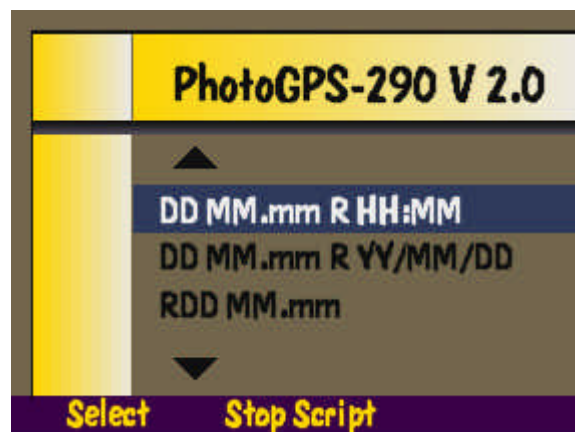 PhotoGPS-290 V 2.0
DD MM.mm R HH:MM
DD MM.mm R YY/MM/DD
RDD MM.mm
Select Stop Script